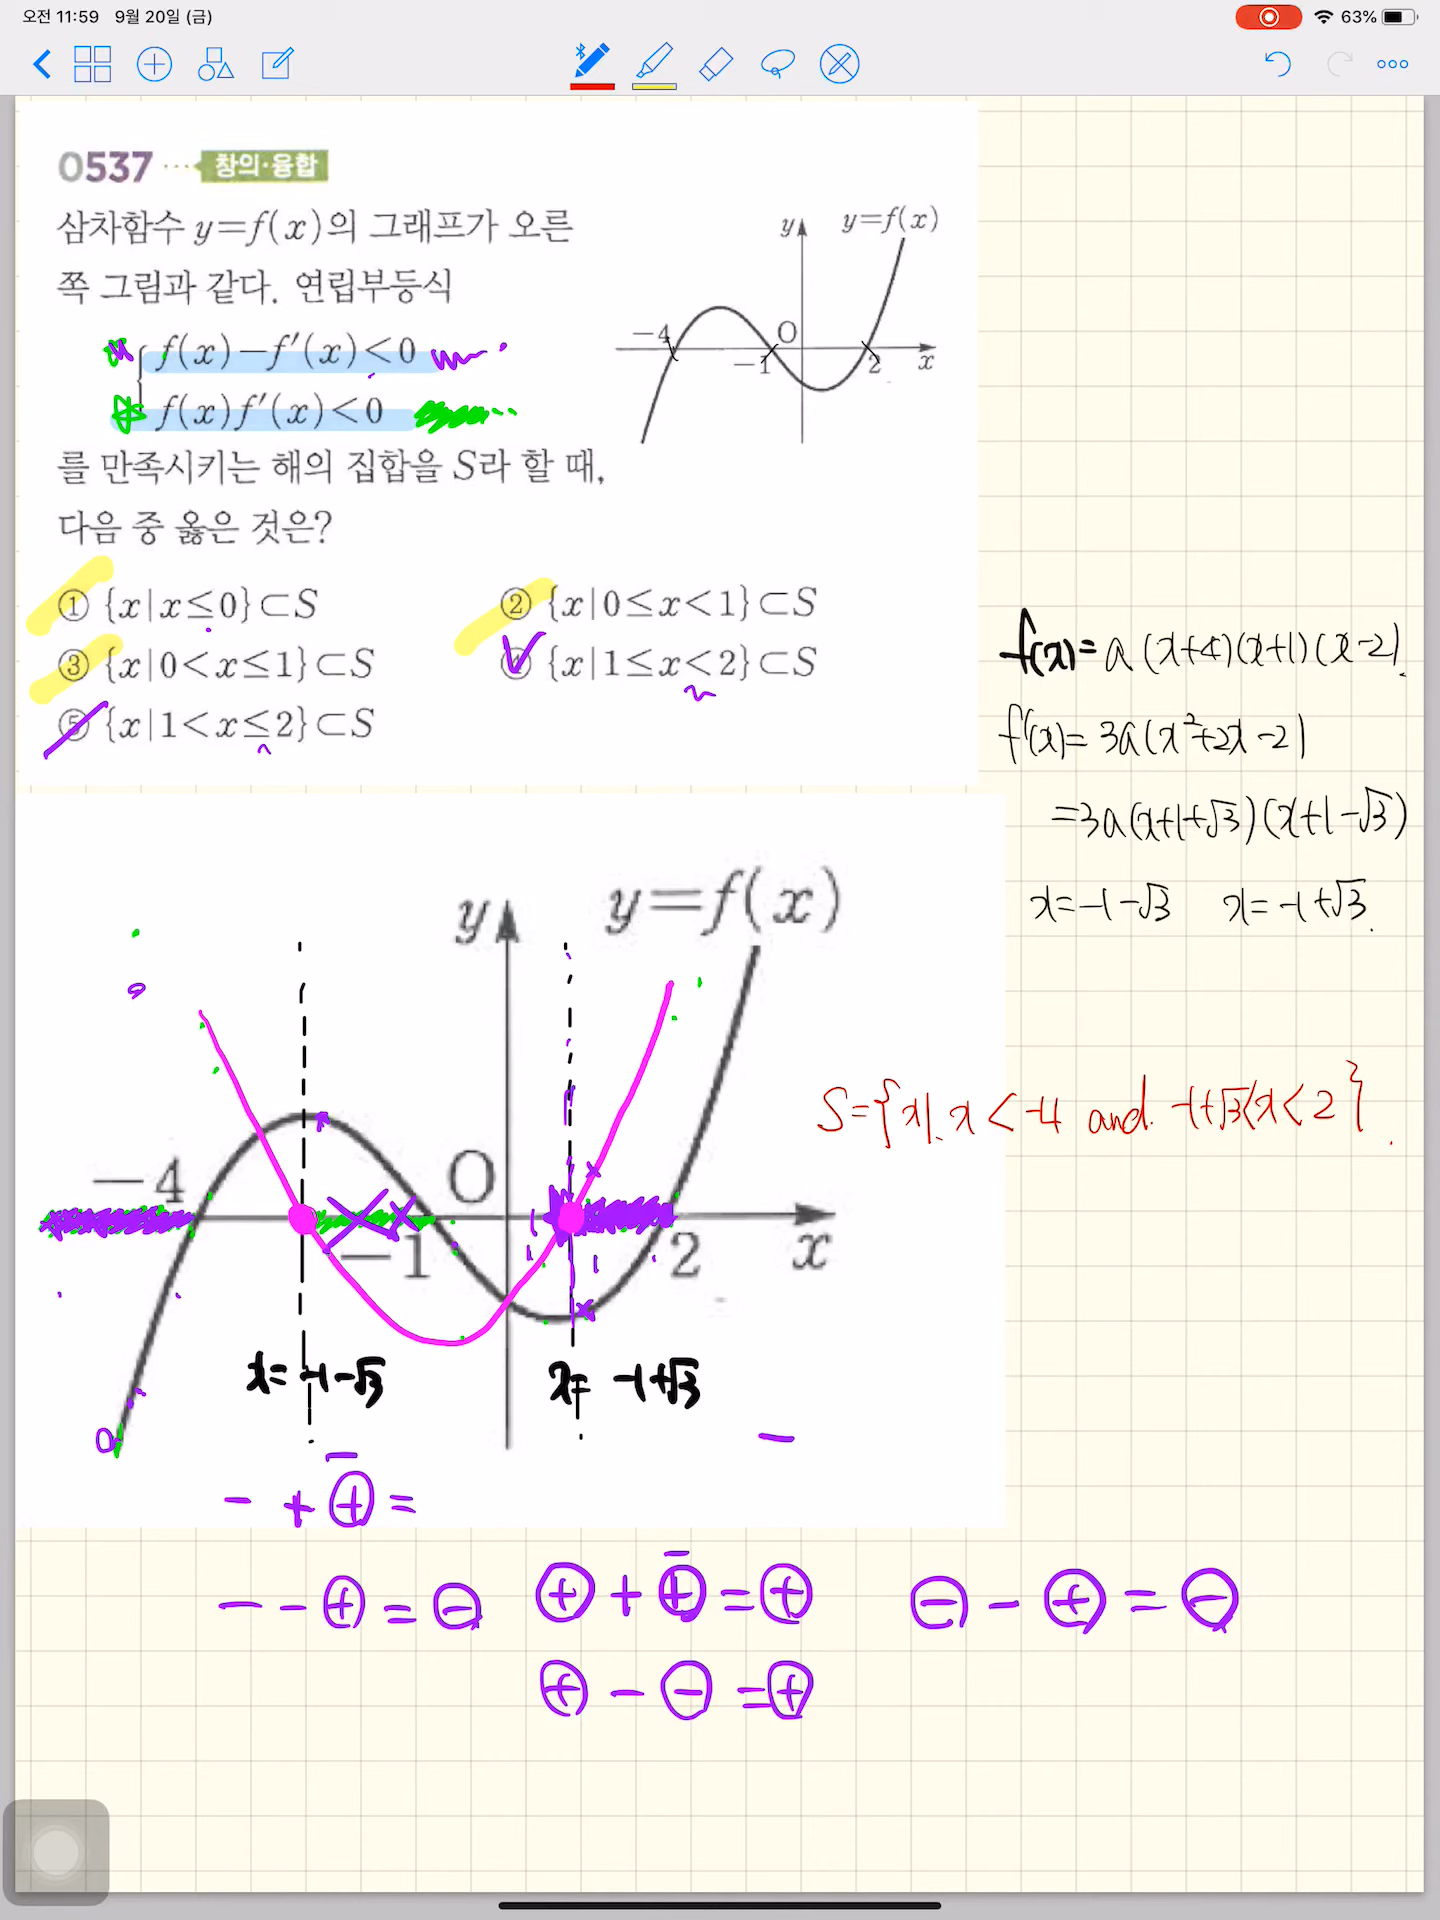 오전 11:59 9월 20일 (금)
63%
0537 창의·융합
삼차함수 y=f(x)의 그래프가 오른
쪽 그림과 같다. 연립부등식
f(x)-f′(x)<0
f(x)f′(x)<0
를 만족시키는 해의 집합을 S라 할 때,
다음 중 옳은 것은?
y
y=f(x)
-4
O
-1
2
x
① {x|x≤0}⊂S
② {x|0≤x<1}⊂S
③ {x|0<x≤1}⊂S
④ {x|1≤x<2}⊂S
⑤ {x|1<x≤2}⊂S
f(x)= a(x+4)(x+1)(x-2)
f'(x)= 3a(x²+2x-2)
=3a(x+1+√3)(x+1-√3)
x=-1-√3 x=-1+√3
y
y=f(x)
-4
O
-1
2
x
S={x| x<-4 and -1+√3<x<2}
x= -1-√3
x= -1+√3
- + ⊕ =
- - ⊕ = ⊖
⊕ + ⊕ = ⊕
⊖ - ⊕ = ⊖
⊕ - ⊖ = ⊕